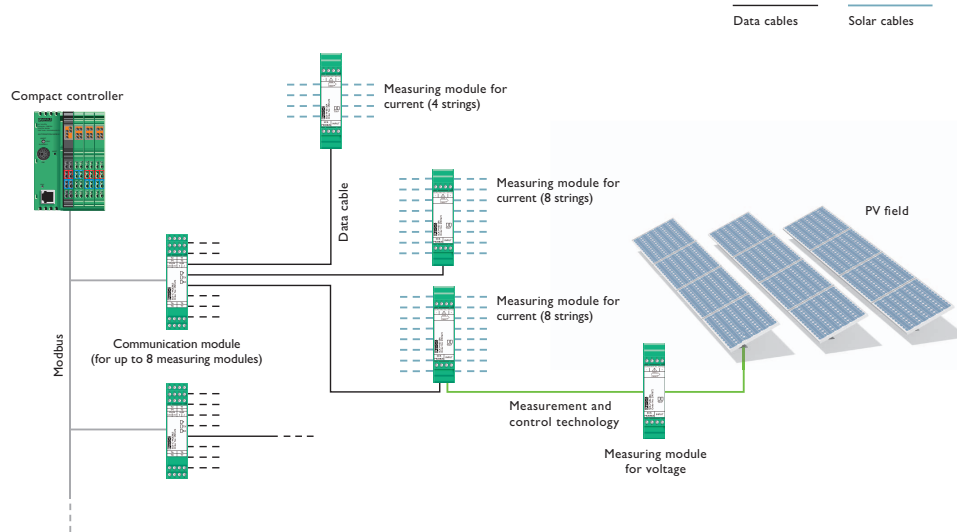 Data cables
Solar cables
Compact controller
Measuring module for
current (4 strings)
Data cable
Measuring module for
current (8 strings)
PV field
Measuring module for
current (8 strings)
Communication module
(for up to 8 measuring modules)
Modbus
Measurement and
control technology
Measuring module
for voltage